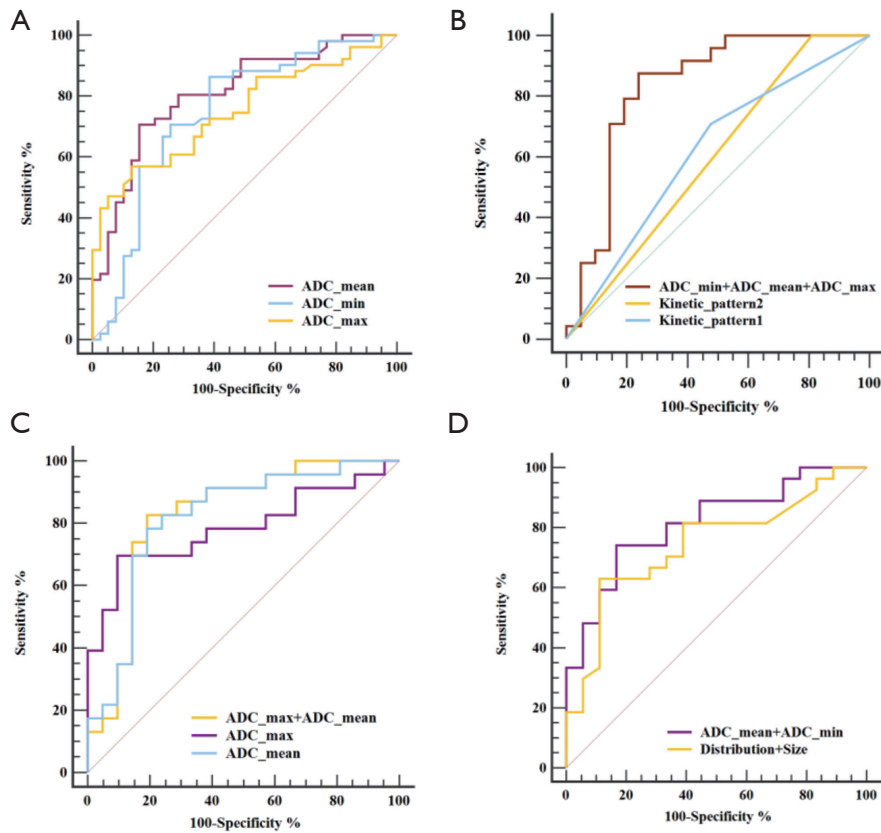 A
100
80
60
40
20
0
Sensitivity %
ADC_mean
ADC_min
ADC_max
0 20 40 60 80 100
100-Specificity %
B
100
80
60
40
20
0
Sensitivity %
ADC_min+ADC_mean+ADC_max
Kinetic_pattern2
Kinetic_pattern1
0 20 40 60 80 100
100-Specificity %
C
100
80
60
40
20
0
Sensitivity %
ADC_max+ADC_mean
ADC_max
ADC_mean
0 20 40 60 80 100
100-Specificity %
D
100
80
60
40
20
0
Sensitivity %
ADC_mean+ADC_min
Distribution+Size
0 20 40 60 80 100
100-Specificity %